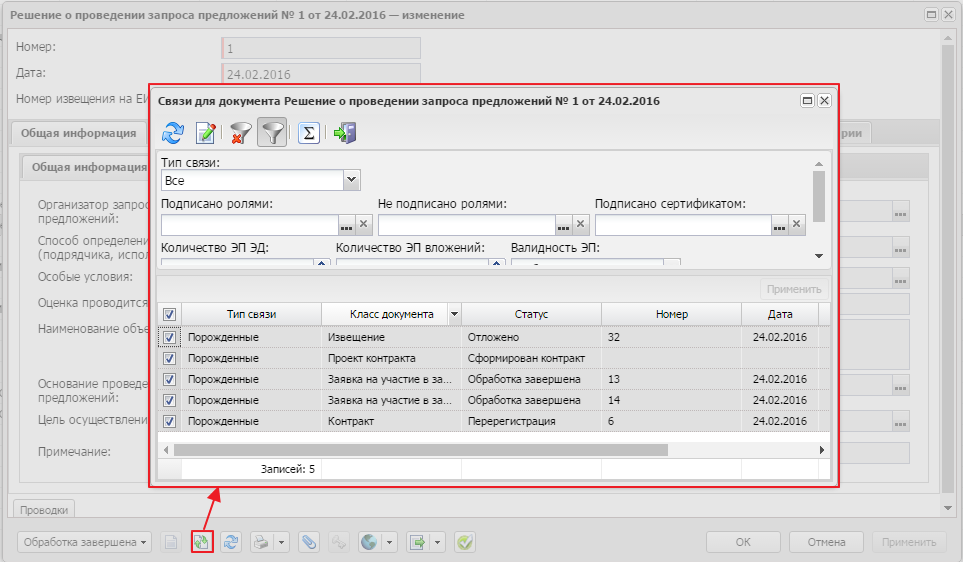 Решение о проведении запроса предложений № 1 от 24.02.2016 — изменение
Номер:
1
Дата:
24.02.2016
Номер извещения на ЕИ
Связи для документа Решение о проведении запроса предложений № 1 от 24.02.2016
Общая информация
рии
Σ
Общая информация
Тип связи:
Все
Организатор запро
предложений:
Подписано ролями:
Не подписано ролями:
Подписано сертификатом:
Способ определени
(подрядчика, испол
Количество ЭП ЭД:
Количество ЭП вложений:
Валидность ЭП:
Особые условия:
Оценка проводится
Применить
Наименование объе
Тип связи
Класс документа
Статус
Номер
Дата
Порожденные
Извещение
Отложено
32
24.02.2016
Порожденные
Проект контракта
Сформирован контракт
Порожденные
Заявка на участие в за...
Обработка завершена
13
24.02.2016
Порожденные
Заявка на участие в за...
Обработка завершена
14
24.02.2016
Порожденные
Контракт
Перерегистрация
6
24.02.2016
Основание проведе
предложений:
Цель осуществлени
Примечание:
Записей: 5
Проводки
Обработка завершена
ОК
Отмена
Применить